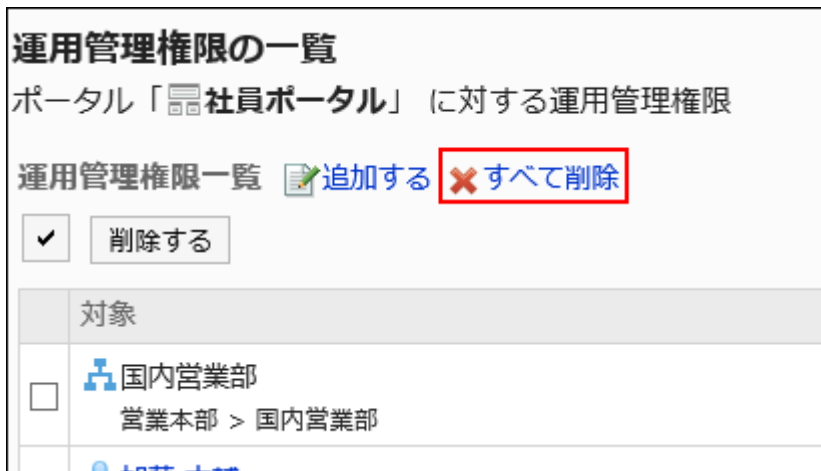 運用管理権限の一覧
ポータル「社員ポータル」 に対する運用管理権限
運用管理権限一覧 追加する すべて削除
削除する
対象
国内営業部
営業本部 > 国内営業部